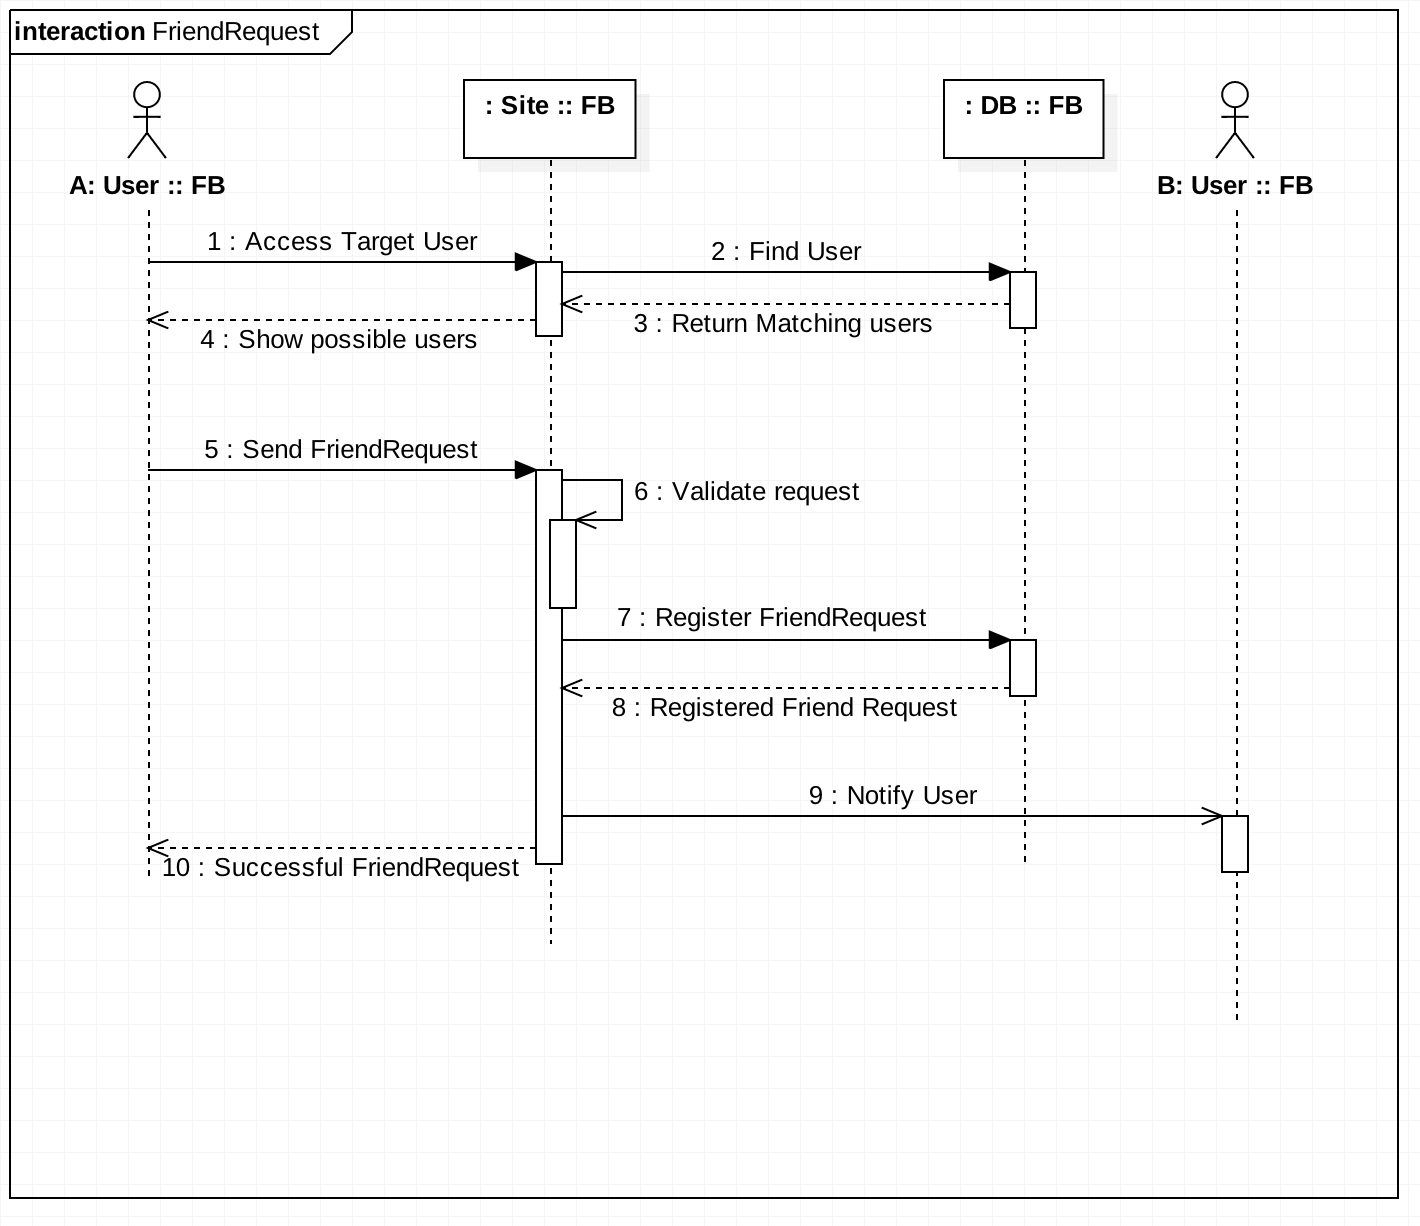 interaction FriendRequest
: Site :: FB
: DB :: FB
A: User :: FB
B: User :: FB
1 : Access Target User
2 : Find User
3 : Return Matching users
4 : Show possible users
5 : Send FriendRequest
6 : Validate request
7 : Register FriendRequest
8 : Registered Friend Request
9 : Notify User
10 : Successful FriendRequest